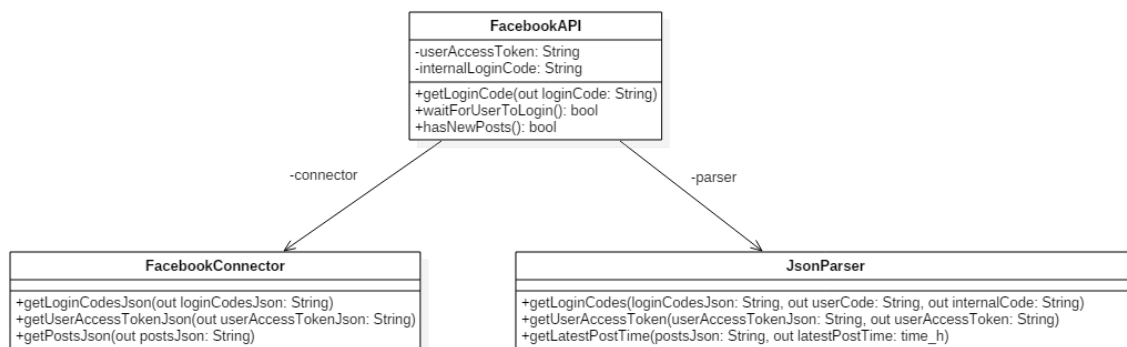 FacebookAPI
-userAccessToken: String
-internalLoginCode: String
+getLoginCode(out loginCode: String)
+waitForUserToLogin(): bool
+hasNewPosts(): bool
-connector
-parser
FacebookConnector
+getLoginCodesJson(out loginCodesJson: String)
+getUserAccessTokenJson(out userAccessTokenJson: String)
+getPostsJson(out postsJson: String)
JsonParser
+getLoginCodes(loginCodesJson: String, out userCode: String, out internalCode: String)
+getUserAccessToken(userAccessTokenJson: String, out userAccessToken: String)
+getLatestPostTime(postsJson: String, out latestPostTime: time_h)